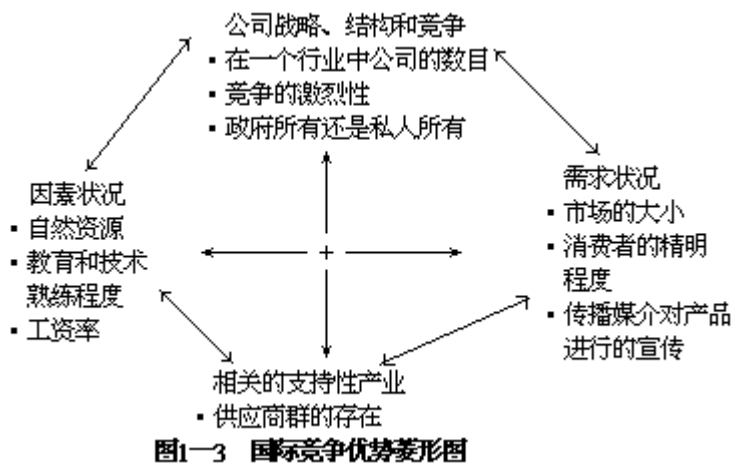 公司战略、结构和竞争
▪ 在一个行业中公司的数目
▪ 竞争的激烈性
▪ 政府所有还是私人所有
因素状况
▪ 自然资源
▪ 教育和技术
熟练程度
▪ 工资率
需求状况
▪ 市场的大小
▪ 消费者的精明
程度
▪ 传播媒介对产品
进行的宣传
+
相关的支持性产业
▪ 供应商群的存在
图1—3 国际竞争优势菱形图